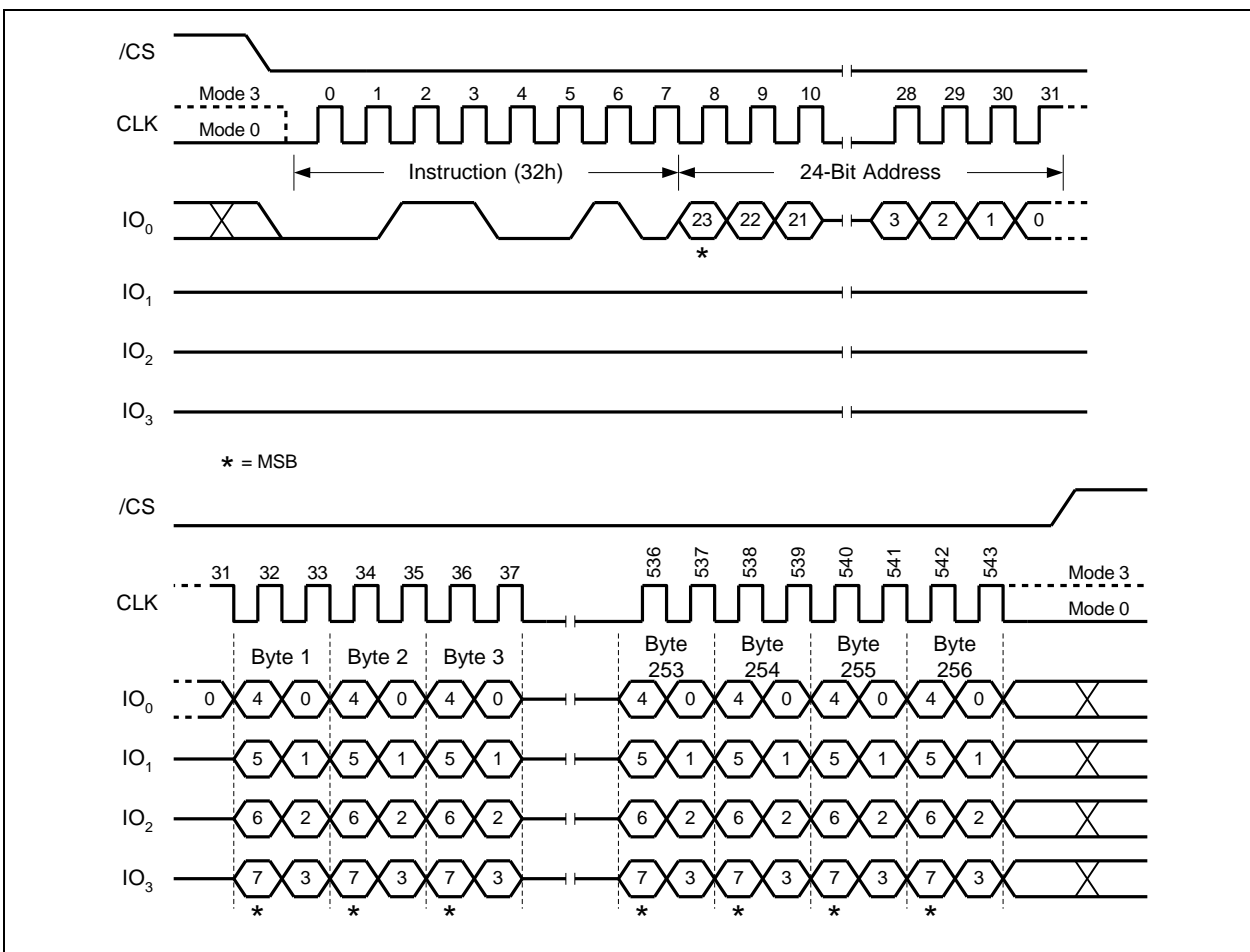 /CS
Mode 3 0 1 2 3 4 5 6 7 8 9 10 28 29 30 31
CLK
Mode 0
Instruction (32h) 24-Bit Address
IO0 23 22 21 3 2 1 0
*
IO1
IO2
IO3
* = MSB
/CS
31 32 33 34 35 36 37 536 537 538 539 540 541 542 543
Mode 3
CLK
Mode 0
Byte 1 Byte 2 Byte 3 Byte 253 Byte 254 Byte 255 Byte 256
IO0 0 4 0 4 0 4 0 4 0 4 0 4 0 4 0
IO1 5 1 5 1 5 1 5 1 5 1 5 1 5 1
IO2 6 2 6 2 6 2 6 2 6 2 6 2 6 2
IO3 7 3 7 3 7 3 7 3 7 3 7 3 7 3
* * * * * * *